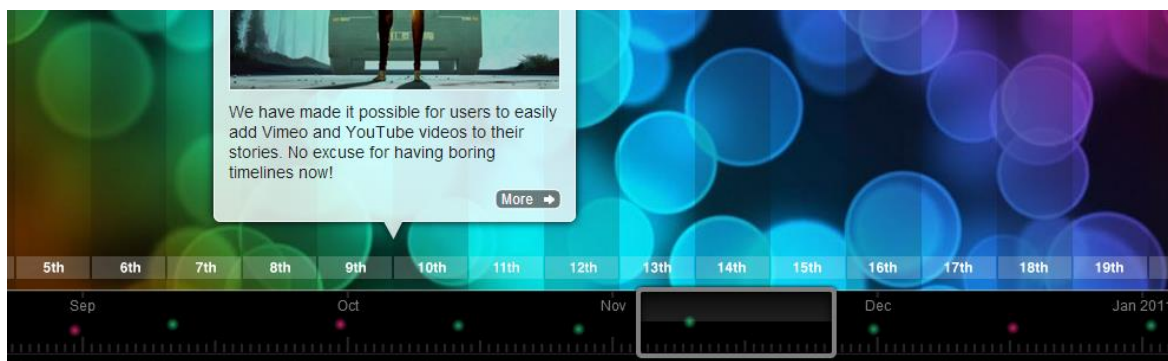 We have made it possible for users to easily
add Vimeo and YouTube videos to their
stories. No excuse for having boring
timelines now!
More
5th 6th 7th 8th 9th 10th 11th 12th 13th 14th 15th 16th 17th 18th 19th
Sep Oct Nov Dec Jan 201